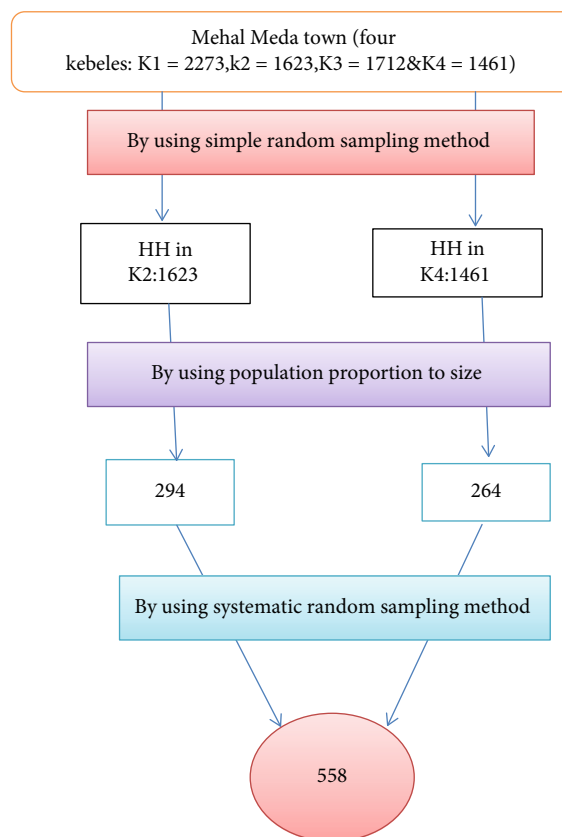 Mehal Meda town (four
kebeles: K1 = 2273,k2 = 1623,K3 = 1712&K4 = 1461)
By using simple random sampling method
HH in
K2:1623
HH in
K4:1461
By using population proportion to size
294
264
By using systematic random sampling method
558